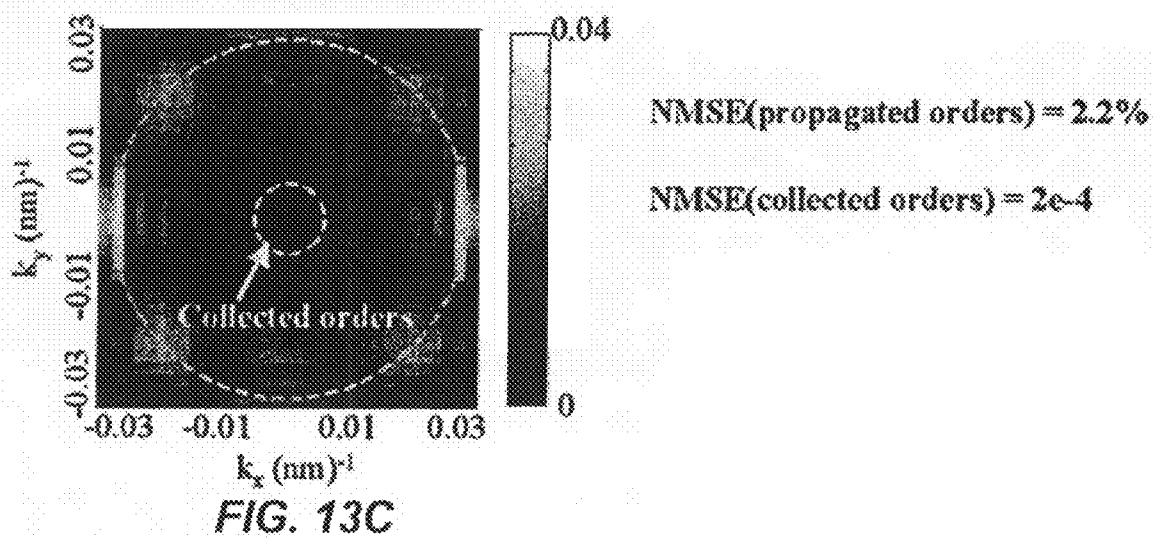 0.03
0.01
-0.01
-0.03
k_y (nm)^-1
Collected orders
-0.03 -0.01 0.01 0.03
k_x (nm)^-1
0.04
0
NMSE(propagated orders) = 2.2%
NMSE(collected orders) = 2e-4
FIG. 13C